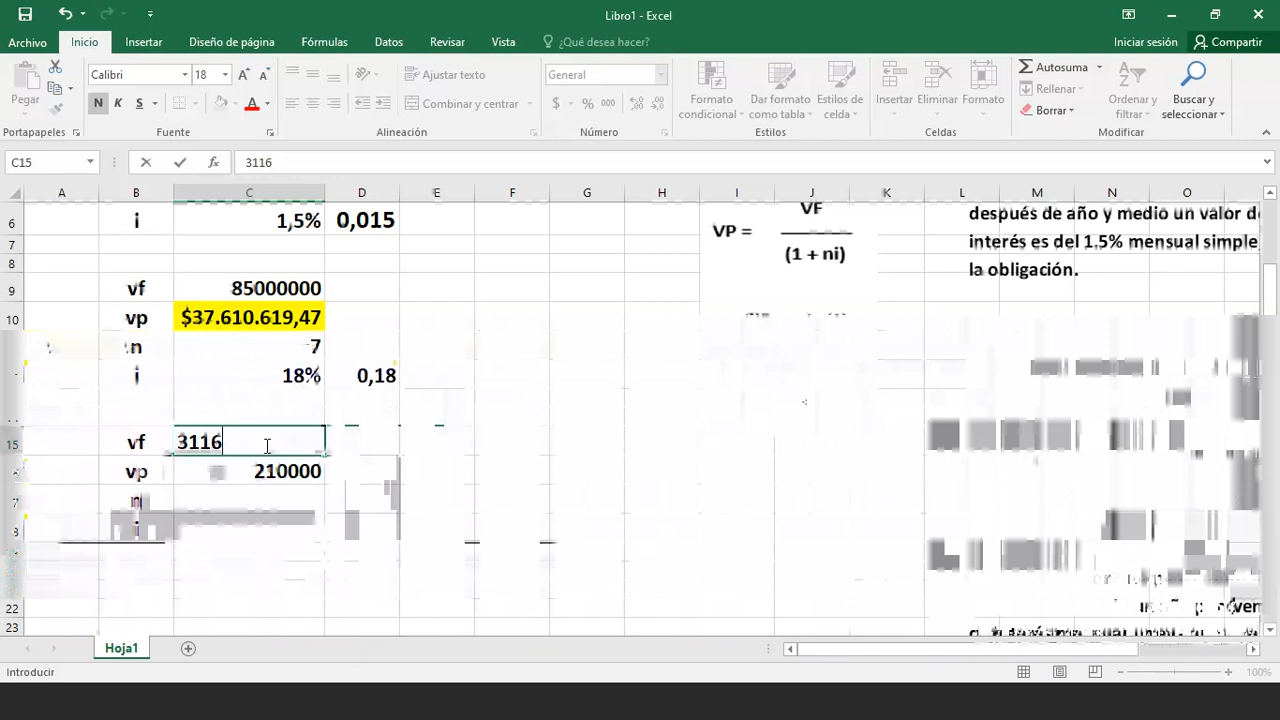 Libro1 - Excel
Archivo Inicio Insertar Diseño de página Fórmulas Datos Revisar Vista ¿Qué desea hacer? Iniciar sesión Compartir
Pegar
Calibri 18
N K S
Ajustar texto
Combinar y centrar
General
$ % 000
Formato condicional
Dar formato como tabla
Estilos de celda
Insertar Eliminar Formato
Autosuma
Rellenar
Borrar
Ordenar y filtrar
Buscar y seleccionar
Portapapeles Fuente Alineación Número Estilos Celdas Modificar
C15 fx 3116
A B C D E F G H I J K L M N O
6 i 1,5% 0,015
7
8
9 vf 85000000
10 vp $37.610.619,47
n 7
i 18% 0,18
15 vf 3116
vp 210000
n
i
22
23
VF
VP =
(1 + ni)
después de año y medio un valor de
interés es del 1.5% mensual simple
la obligación.
Hoja1
Introducir 100%